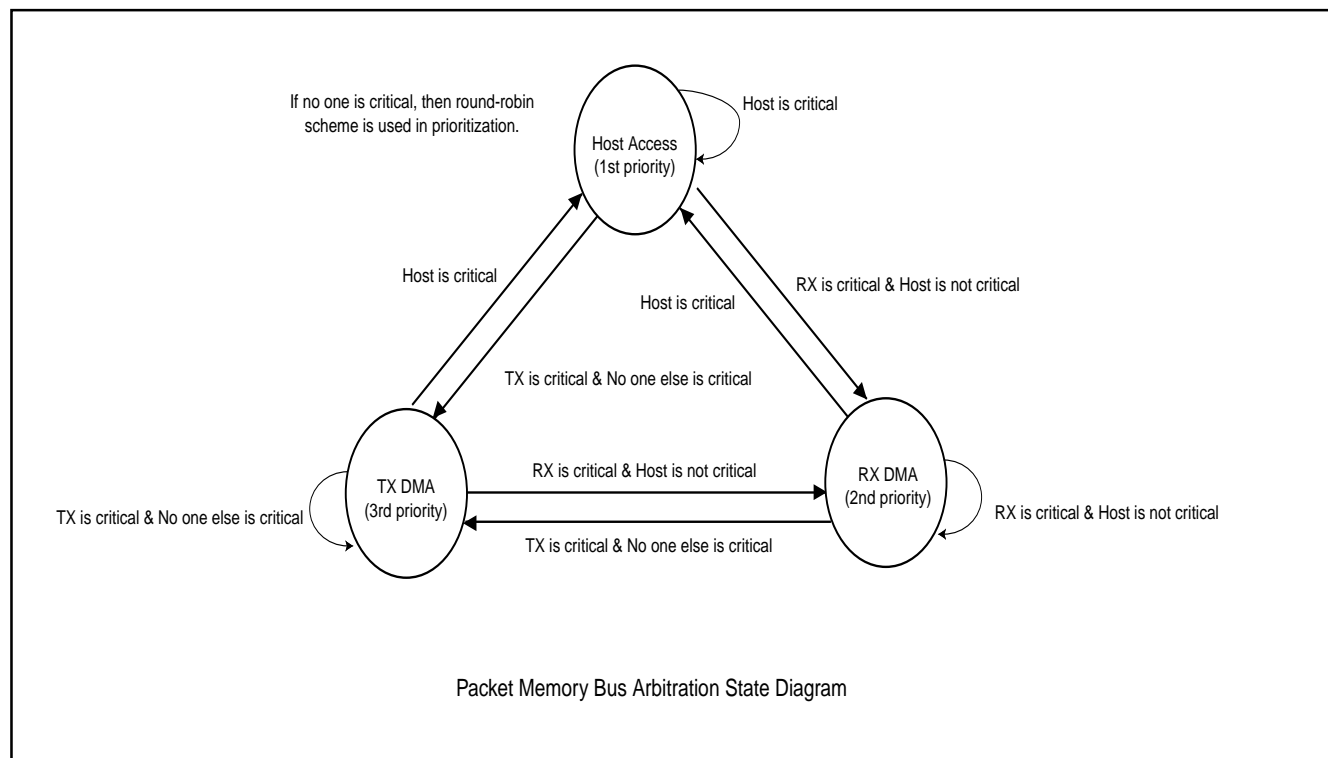 If no one is critical, then round-robin
scheme is used in prioritization.
Host is critical
Host Access
(1st priority)
Host is critical
RX is critical & Host is not critical
Host is critical
TX is critical & No one else is critical
RX is critical & Host is not critical
TX DMA
(3rd priority)
RX DMA
(2nd priority)
TX is critical & No one else is critical
RX is critical & Host is not critical
TX is critical & No one else is critical
Packet Memory Bus Arbitration State Diagram